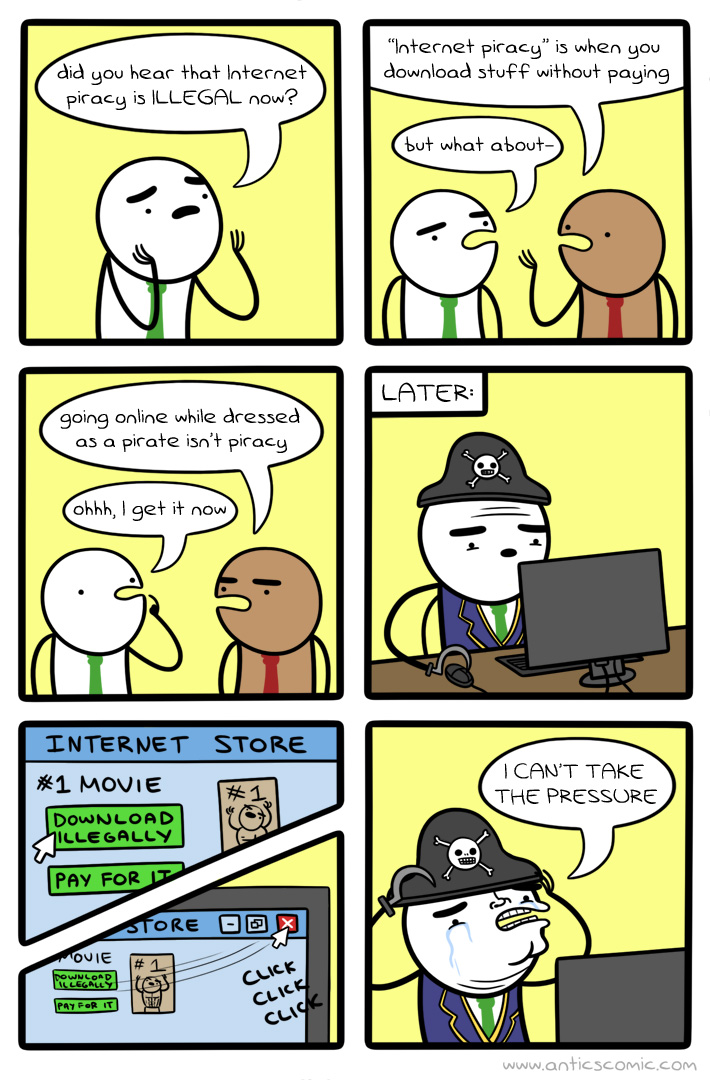 did you hear that Internet
piracy is ILLEGAL now?
"Internet piracy" is when you
download stuff without paying
but what about-
going online while dressed
as a pirate isn't piracy
ohhh, I get it now
LATER:
INTERNET STORE
#1 MOVIE
#1
DOWNLOAD
ILLEGALLY
PAY FOR IT
STORE
MOVIE
#1
DOWNLOAD
ILLEGALLY
PAY FOR IT
CLICK
CLICK
CLICK
I CAN'T TAKE
THE PRESSURE
www.anticscomic.com